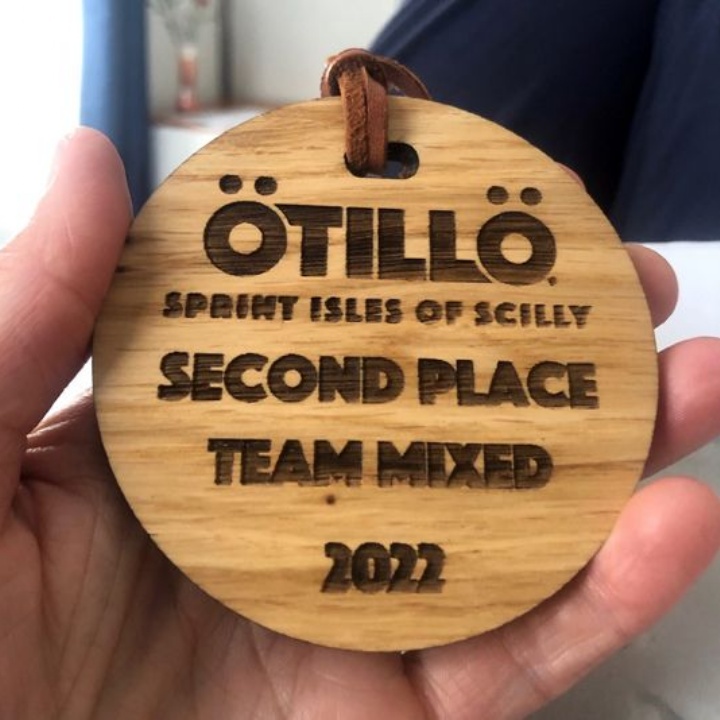 ÖTILLÖ.
SPRINT ISLES OF SCILLY
SECOND PLACE
TEAM MIXED
2022